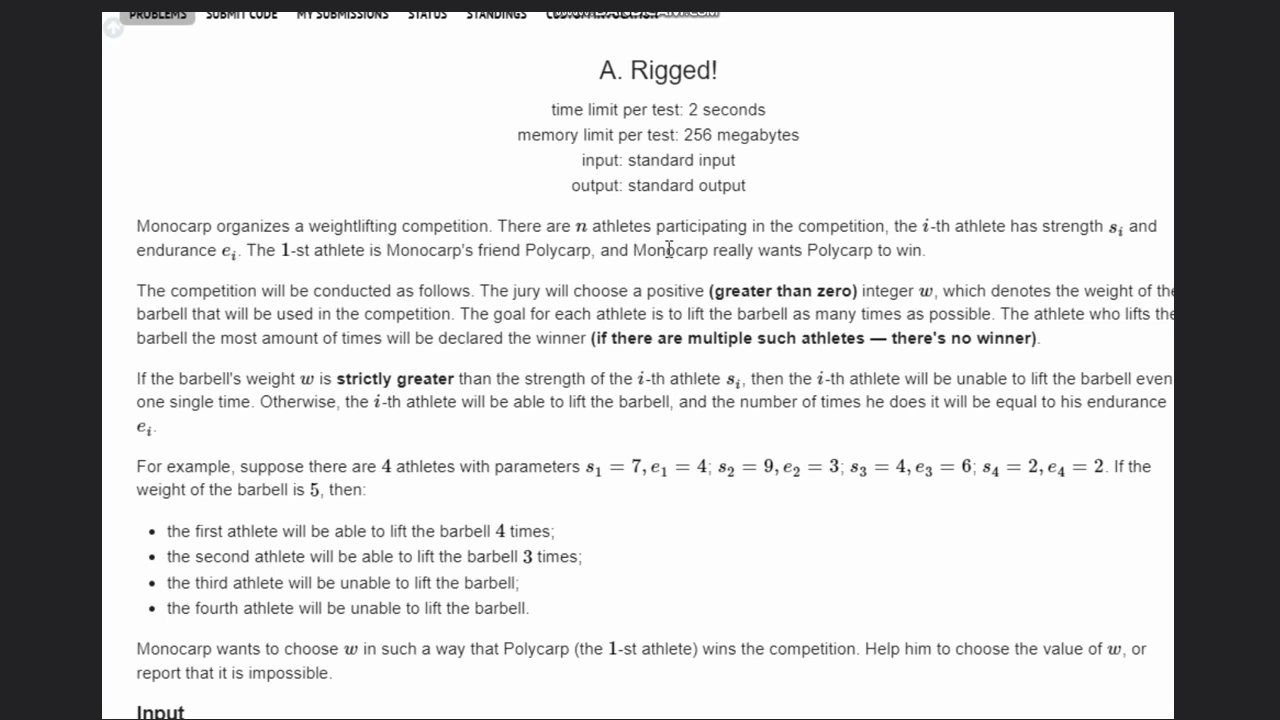 PROBLEMS SUBMIT CODE MY SUBMISSIONS STATUS STANDINGS
A. Rigged!
time limit per test: 2 seconds
memory limit per test: 256 megabytes
input: standard input
output: standard output
Monocarp organizes a weightlifting competition. There are n athletes participating in the competition, the i-th athlete has strength s_i and
endurance e_i. The 1-st athlete is Monocarp's friend Polycarp, and Monocarp really wants Polycarp to win.
The competition will be conducted as follows. The jury will choose a positive (greater than zero) integer w, which denotes the weight of the
barbell that will be used in the competition. The goal for each athlete is to lift the barbell as many times as possible. The athlete who lifts the
barbell the most amount of times will be declared the winner (if there are multiple such athletes — there's no winner).
If the barbell's weight w is strictly greater than the strength of the i-th athlete s_i, then the i-th athlete will be unable to lift the barbell even
one single time. Otherwise, the i-th athlete will be able to lift the barbell, and the number of times he does it will be equal to his endurance
e_i.
For example, suppose there are 4 athletes with parameters s_1 = 7, e_1 = 4; s_2 = 9, e_2 = 3; s_3 = 4, e_3 = 6; s_4 = 2, e_4 = 2. If the
weight of the barbell is 5, then:
• the first athlete will be able to lift the barbell 4 times;
• the second athlete will be able to lift the barbell 3 times;
• the third athlete will be unable to lift the barbell;
• the fourth athlete will be unable to lift the barbell.
Monocarp wants to choose w in such a way that Polycarp (the 1-st athlete) wins the competition. Help him to choose the value of w, or
report that it is impossible.
Input